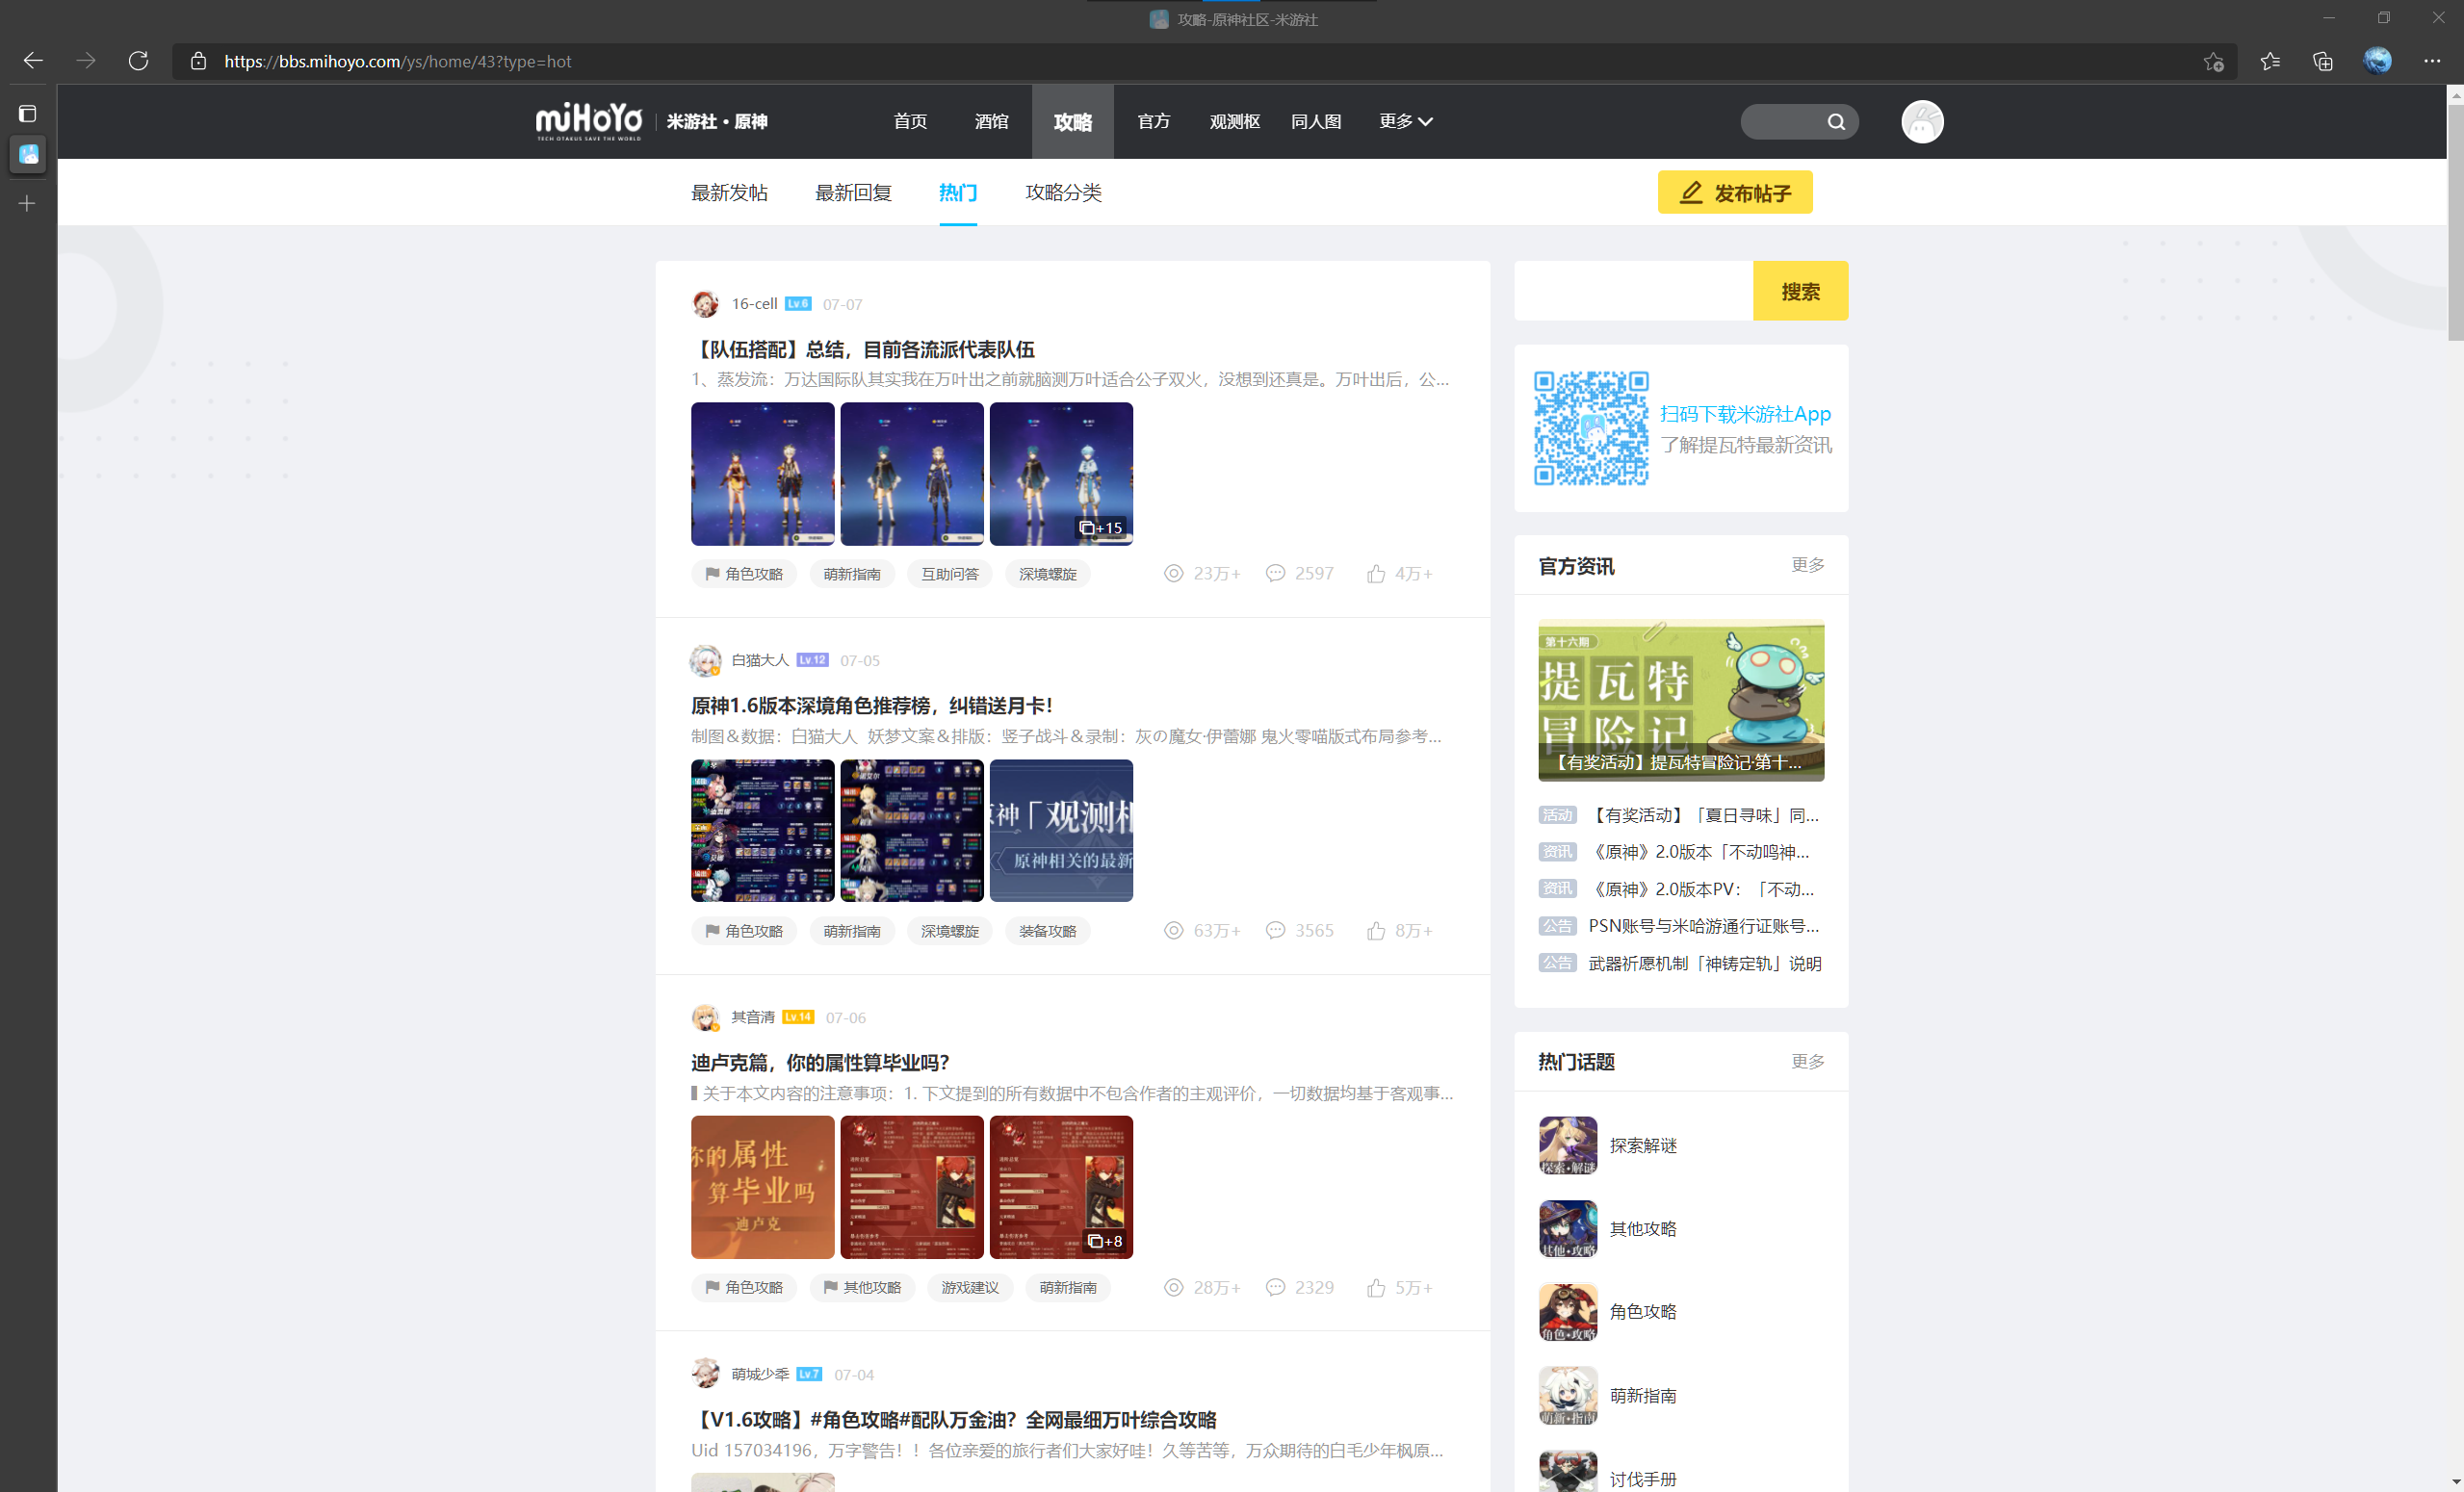 攻略-原神社区-米游社
https://bbs.mihoyo.com/ys/home/43?type=hot
miHoYo
TECH OTAKUS SAVE THE WORLD
米游社·原神
首页
酒馆
攻略
官方
观测枢
同人图
更多
最新发帖
最新回复
热门
攻略分类
发布帖子
16-cell Lv.6 07-07
【队伍搭配】总结，目前各流派代表队伍
1、蒸发流：万达国际队其实我在万叶出之前就脑测万叶适合公子双火，没想到还真是。万叶出后，公...
+15
角色攻略 萌新指南 互助问答 深境螺旋
23万+ 2597 4万+
白猫大人 Lv.12 07-05
原神1.6版本深境角色推荐榜，纠错送月卡！
制图＆数据：白猫大人 妖梦文案＆排版：竖子战斗＆录制：灰の魔女·伊蕾娜 鬼火零喵版式布局参考...
原神「观测枢
原神相关的最新
角色攻略 萌新指南 深境螺旋 装备攻略
63万+ 3565 8万+
其音清 Lv.14 07-06
迪卢克篇，你的属性算毕业吗？
▌关于本文内容的注意事项：1. 下文提到的所有数据中不包含作者的主观评价，一切数据均基于客观事...
你的属性
算毕业吗
迪卢克
+8
角色攻略 其他攻略 游戏建议 萌新指南
28万+ 2329 5万+
萌城少秊 Lv.7 07-04
【V1.6攻略】#角色攻略#配队万金油？全网最细万叶综合攻略
Uid 157034196，万字警告！！各位亲爱的旅行者们大家好哇！久等苦等，万众期待的白毛少年枫原...
搜索
扫码下载米游社App
了解提瓦特最新资讯
官方资讯 更多
第十六期
提瓦特
冒险记
【有奖活动】提瓦特冒险记·第十...
活动 【有奖活动】「夏日寻味」同...
资讯 《原神》2.0版本「不动鸣神...
资讯 《原神》2.0版本PV：「不动...
公告 PSN账号与米哈游通行证账号...
公告 武器祈愿机制「神铸定轨」说明
热门话题 更多
探索·解谜
探索解谜
其他·攻略
其他攻略
角色·攻略
角色攻略
萌新·指南
萌新指南
讨伐手册